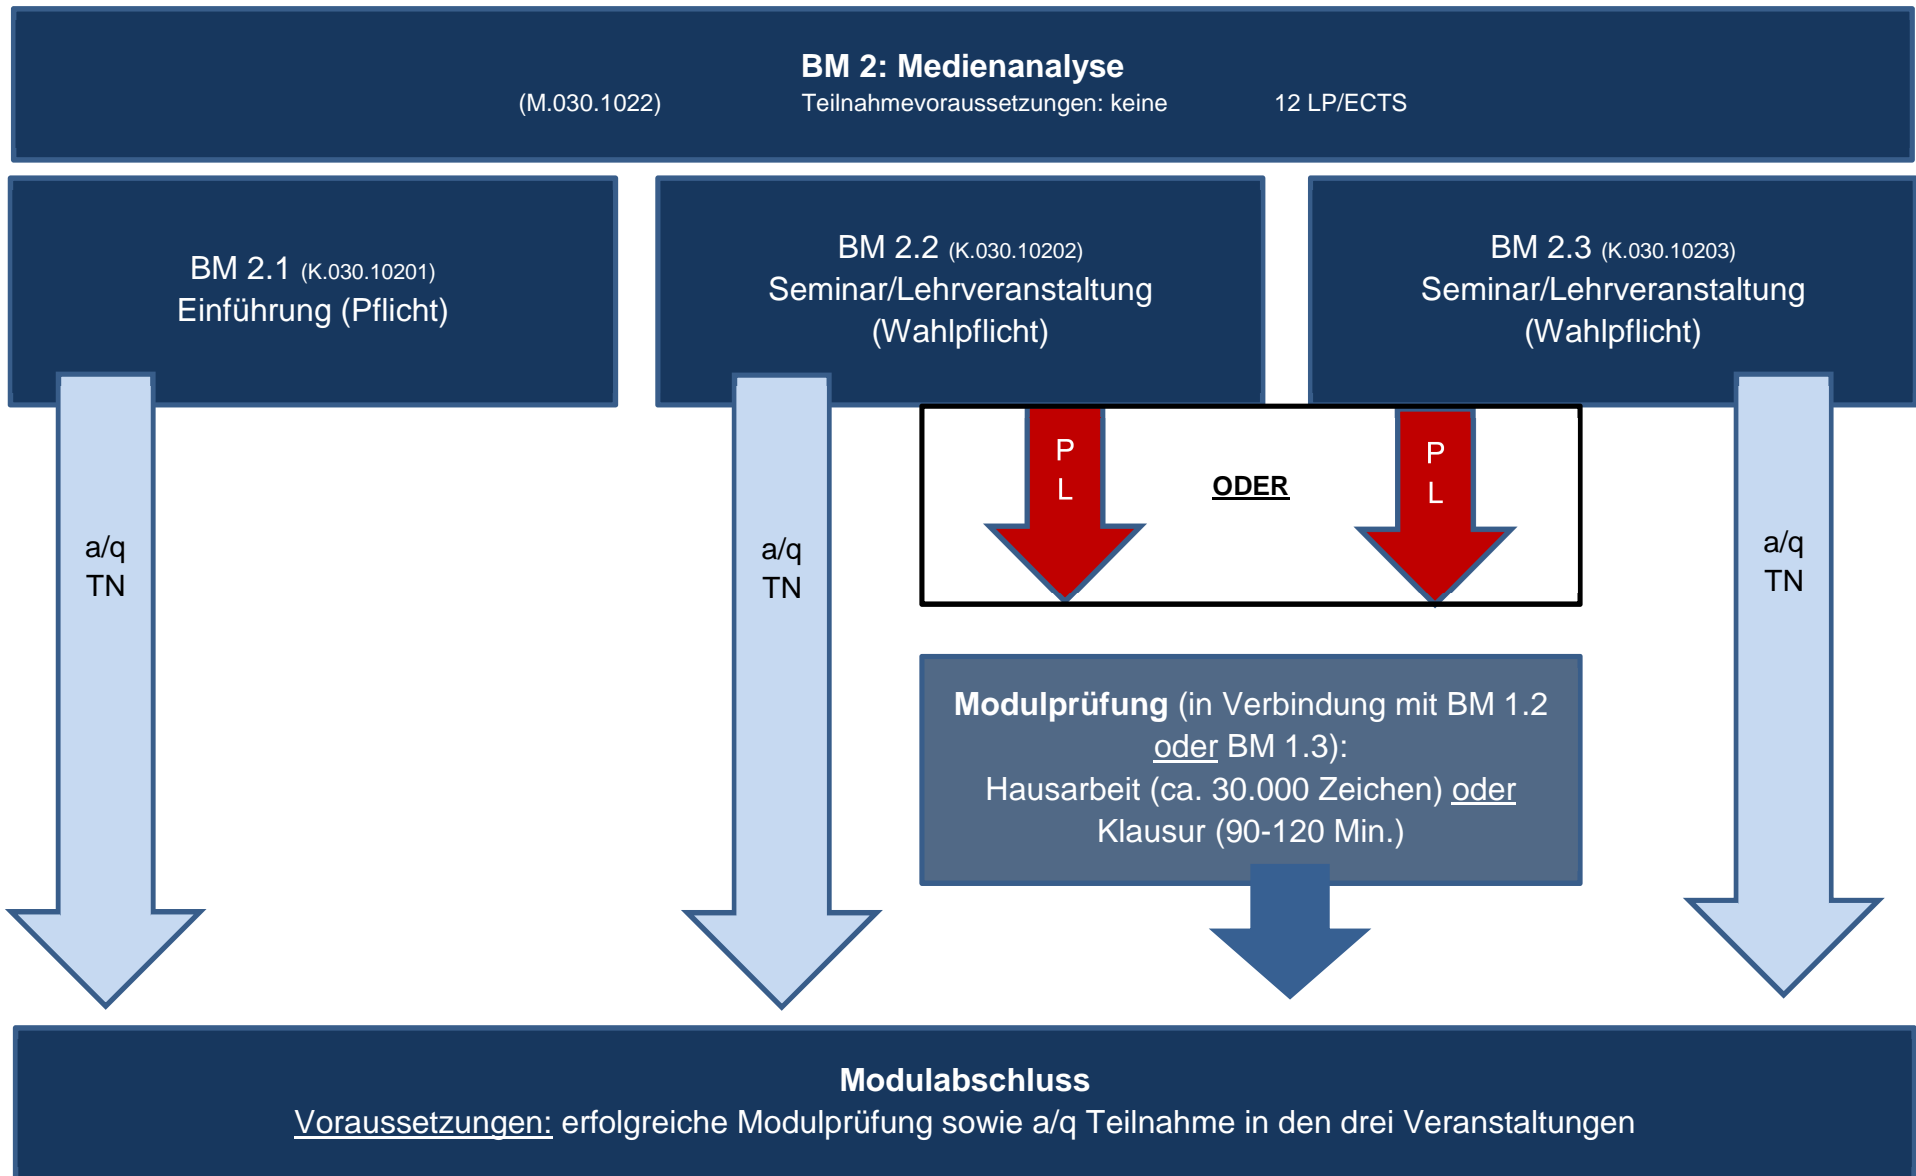 BM 2: Medienanalyse
(M.030.1022) Teilnahmevoraussetzungen: keine 12 LP/ECTS
BM 2.1 (K.030.10201)
Einführung (Pflicht)
BM 2.2 (K.030.10202)
Seminar/Lehrveranstaltung
(Wahlpflicht)
BM 2.3 (K.030.10203)
Seminar/Lehrveranstaltung
(Wahlpflicht)
a/q
TN
a/q
TN
P
L
ODER
P
L
a/q
TN
Modulprüfung (in Verbindung mit BM 1.2
oder BM 1.3):
Hausarbeit (ca. 30.000 Zeichen) oder
Klausur (90-120 Min.)
Modulabschluss
Voraussetzungen: erfolgreiche Modulprüfung sowie a/q Teilnahme in den drei Veranstaltungen